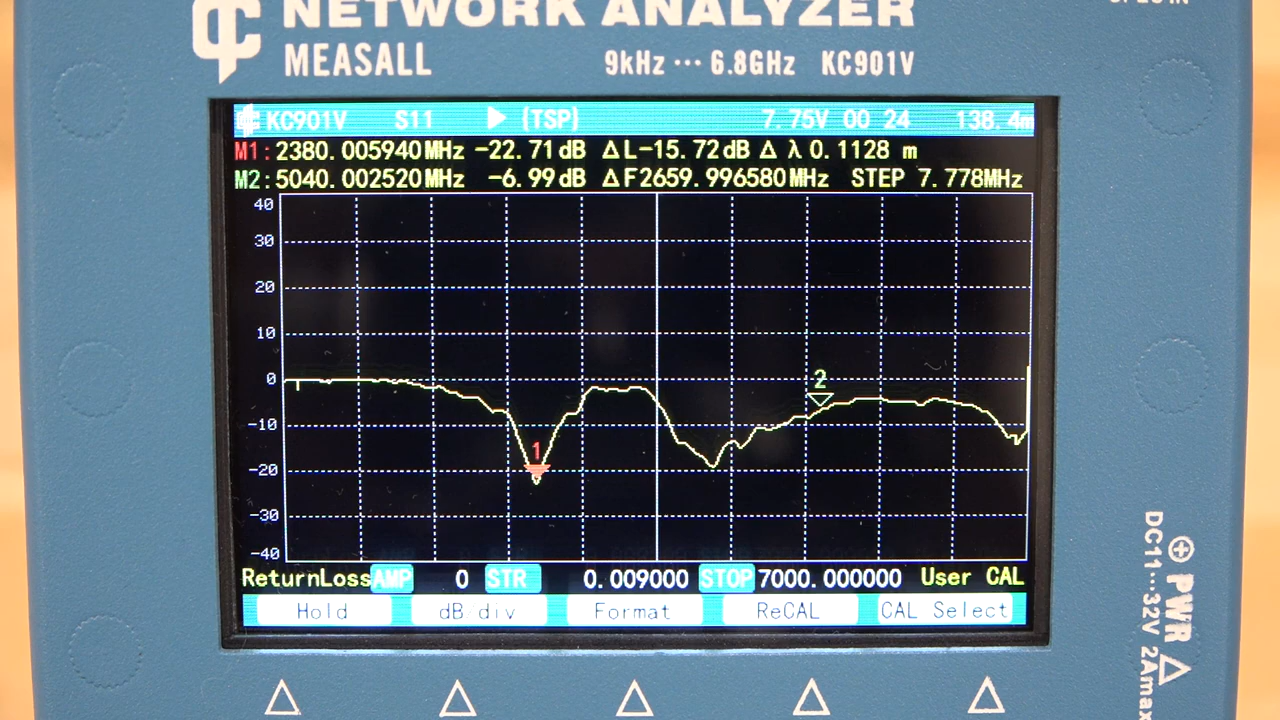 NETWORK ANALYZER
MEASALL 9kHz ··· 6.8GHz KC901V
KC901V S11 ▶ (TSP) 7.75V 00 24 138.4m
M1:2380.005940MHz -22.71dB ΔL-15.72dB Δ λ 0.1128 m
M2:5040.002520MHz -6.99dB ΔF2659.996580MHz STEP 7.778MHz
40
30
20
10
0
-10
-20
-30
-40
1
2
ReturnLoss AMP 0 STR 0.009000 STOP 7000.000000 User CAL
Hold dB/div Format ReCAL CAL Select
DC11···32V 2Amax
PWR